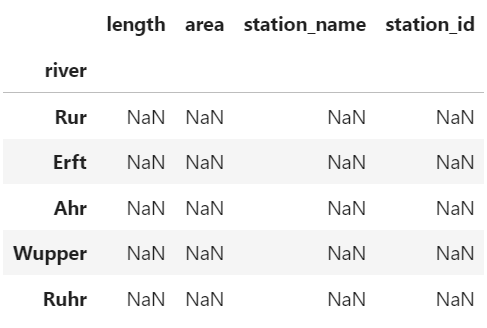 length area station_name station_id
river
Rur NaN NaN NaN NaN
Erft NaN NaN NaN NaN
Ahr NaN NaN NaN NaN
Wupper NaN NaN NaN NaN
Ruhr NaN NaN NaN NaN